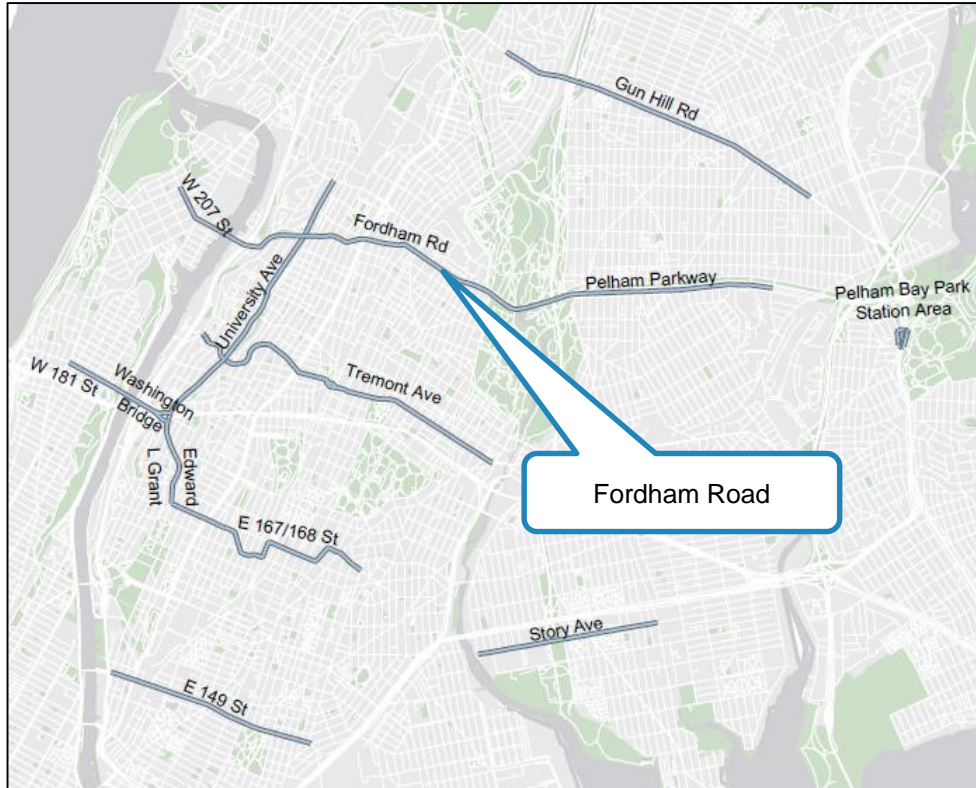 Gun Hill Rd
W 207 St
Fordham Rd
University Ave
Pelham Parkway
Pelham Bay Park
Station Area
Tremont Ave
W 181 St
Washington
Bridge
Edward
L Grant
Fordham Road
E 167/168 St
Story Ave
E 149 St